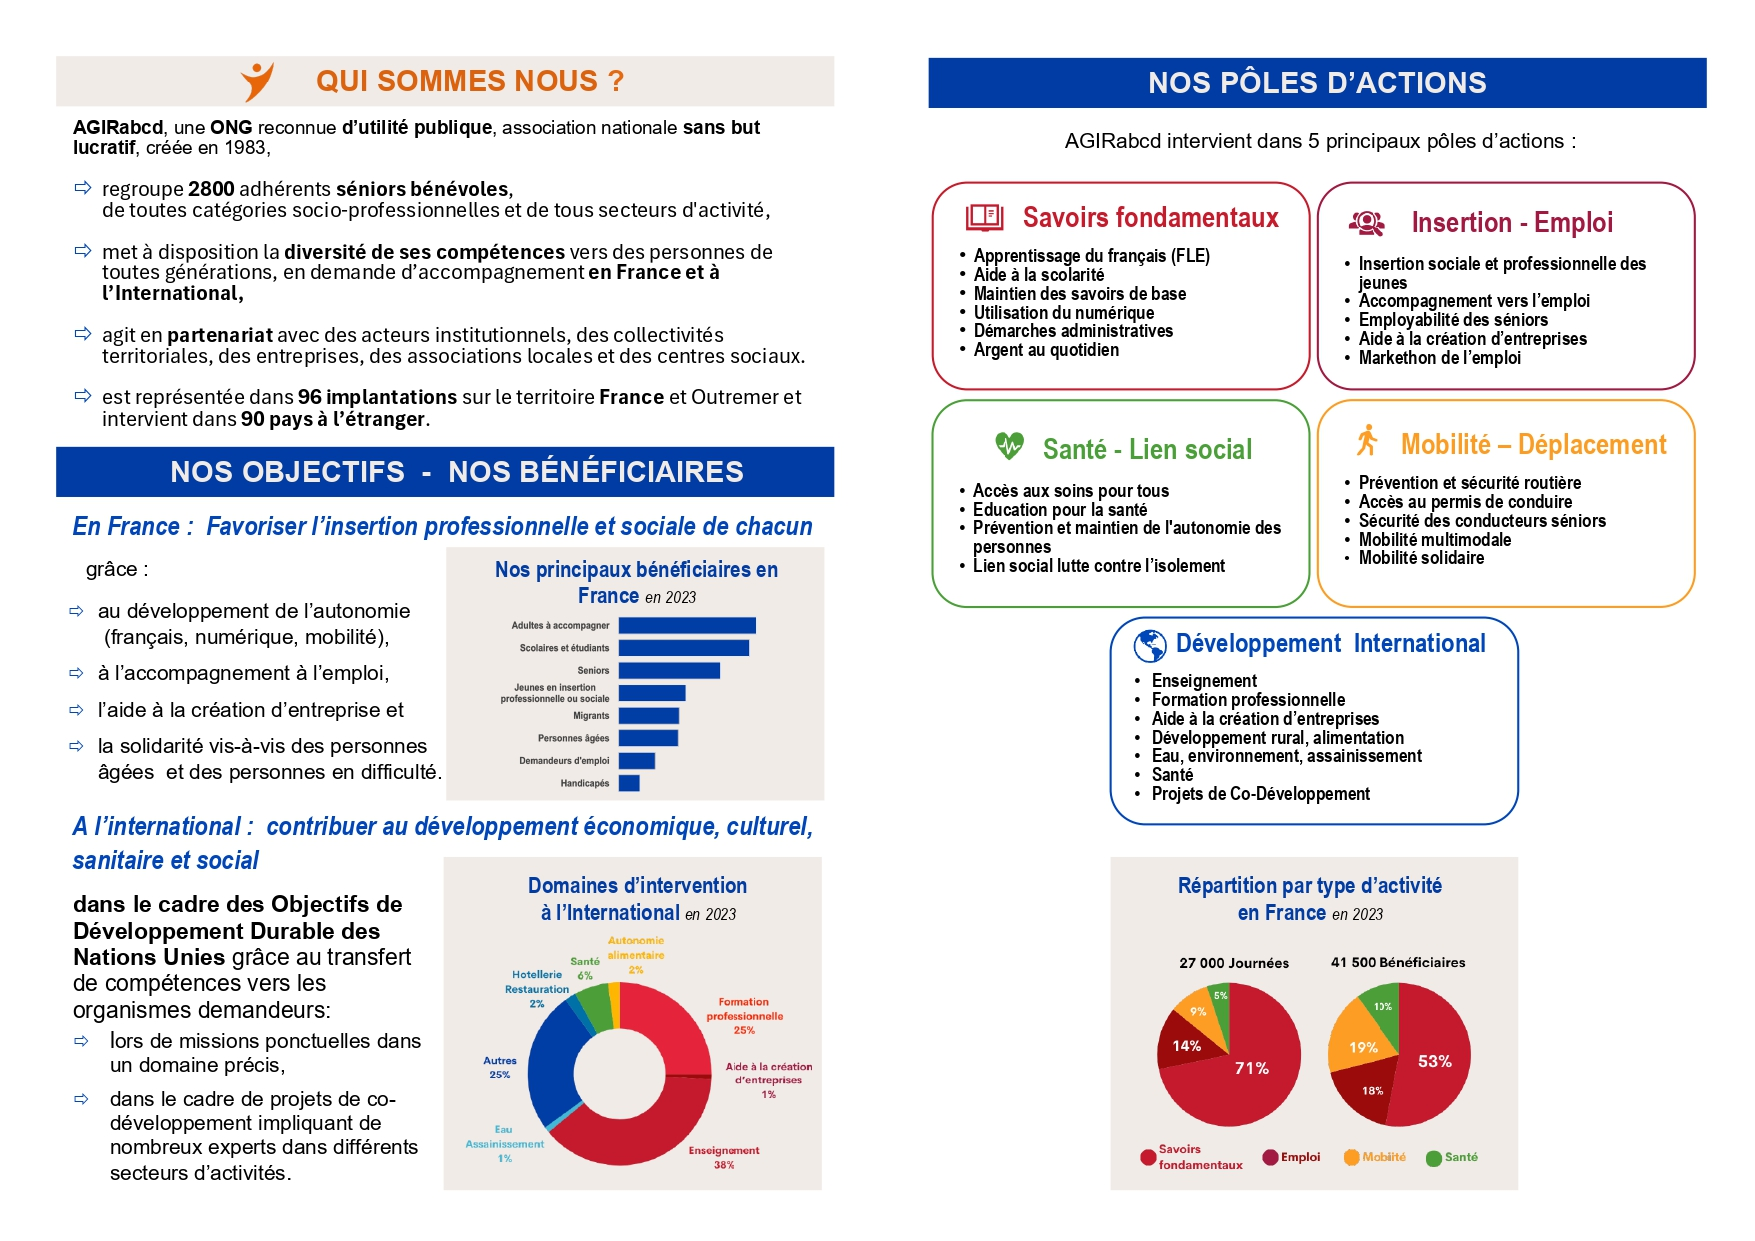 QUI SOMMES NOUS ?
AGIRabcd, une ONG reconnue d’utilité publique, association nationale sans but
lucratif, créée en 1983,
regroupe 2800 adhérents séniors bénévoles,
de toutes catégories socio-professionnelles et de tous secteurs d'activité,
met à disposition la diversité de ses compétences vers des personnes de
toutes générations, en demande d’accompagnement en France et à
l’International,
agit en partenariat avec des acteurs institutionnels, des collectivités
territoriales, des entreprises, des associations locales et des centres sociaux.
est représentée dans 96 implantations sur le territoire France et Outremer et
intervient dans 90 pays à l’étranger.
NOS OBJECTIFS - NOS BÉNÉFICIAIRES
En France : Favoriser l’insertion professionnelle et sociale de chacun
grâce :
au développement de l’autonomie
(français, numérique, mobilité),
à l’accompagnement à l’emploi,
l’aide à la création d’entreprise et
la solidarité vis-à-vis des personnes
âgées et des personnes en difficulté.
Nos principaux bénéficiaires en
France en 2023
Adultes à accompagner
Scolaires et étudiants
Seniors
Jeunes en insertion
professionnelle ou sociale
Migrants
Personnes âgées
Demandeurs d'emploi
Handicapés
A l’international : contribuer au développement économique, culturel,
sanitaire et social
dans le cadre des Objectifs de
Développement Durable des
Nations Unies grâce au transfert
de compétences vers les
organismes demandeurs:
lors de missions ponctuelles dans
un domaine précis,
dans le cadre de projets de co-
développement impliquant de
nombreux experts dans différents
secteurs d’activités.
Domaines d’intervention
à l’International en 2023
Autonomie
alimentaire
2%
Santé
6%
Hotellerie
Restauration
2%
Formation
professionnelle
25%
Autres
25%
Aide à la création
d’entreprises
1%
Eau
Assainissement
1%
Enseignement
38%
NOS PÔLES D’ACTIONS
AGIRabcd intervient dans 5 principaux pôles d’actions :
Savoirs fondamentaux
• Apprentissage du français (FLE)
• Aide à la scolarité
• Maintien des savoirs de base
• Utilisation du numérique
• Démarches administratives
• Argent au quotidien
Insertion - Emploi
• Insertion sociale et professionnelle des
jeunes
• Accompagnement vers l’emploi
• Employabilité des séniors
• Aide à la création d’entreprises
• Markethon de l’emploi
Santé - Lien social
• Accès aux soins pour tous
• Education pour la santé
• Prévention et maintien de l'autonomie des
personnes
• Lien social lutte contre l’isolement
Mobilité – Déplacement
• Prévention et sécurité routière
• Accès au permis de conduire
• Sécurité des conducteurs séniors
• Mobilité multimodale
• Mobilité solidaire
Développement International
• Enseignement
• Formation professionnelle
• Aide à la création d’entreprises
• Développement rural, alimentation
• Eau, environnement, assainissement
• Santé
• Projets de Co-Développement
Répartition par type d’activité
en France en 2023
27 000 Journées
5%
9%
14%
71%
41 500 Bénéficiaires
10%
19%
53%
18%
Savoirs
fondamentaux
Emploi
Mobilité
Santé